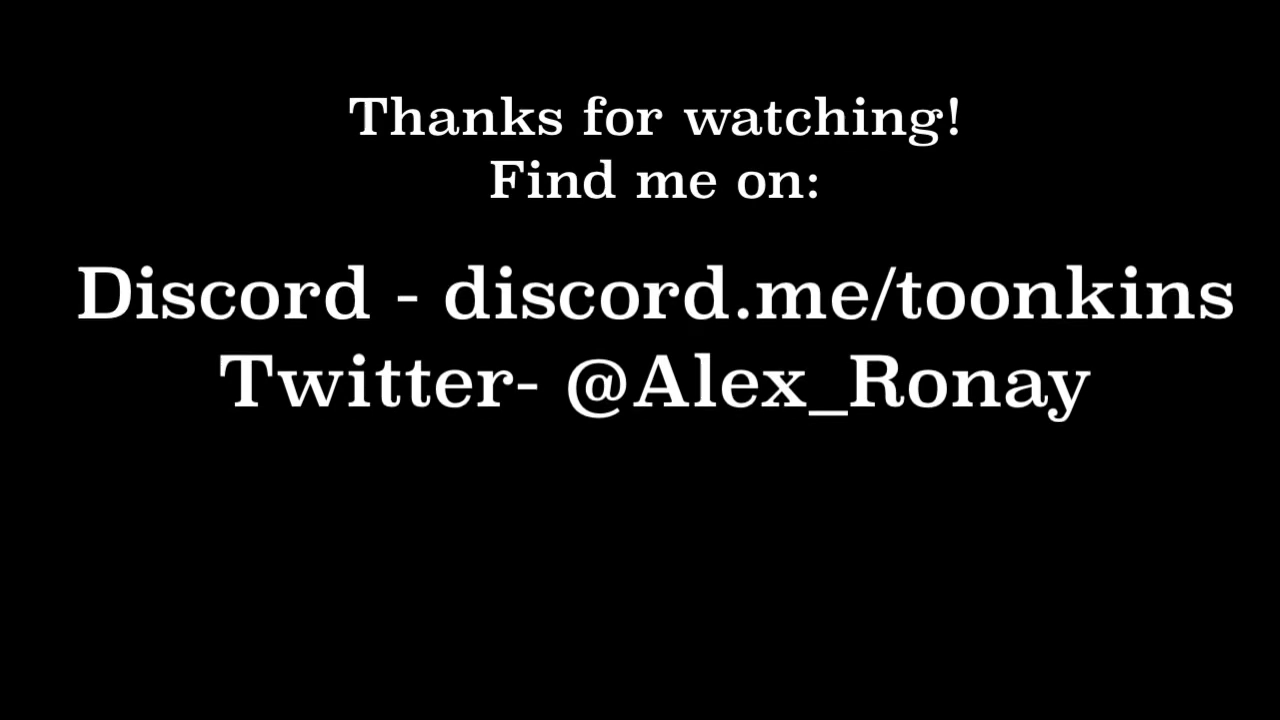 Thanks for watching!
Find me on:
Discord - discord.me/toonkins
Twitter- @Alex_Ronay